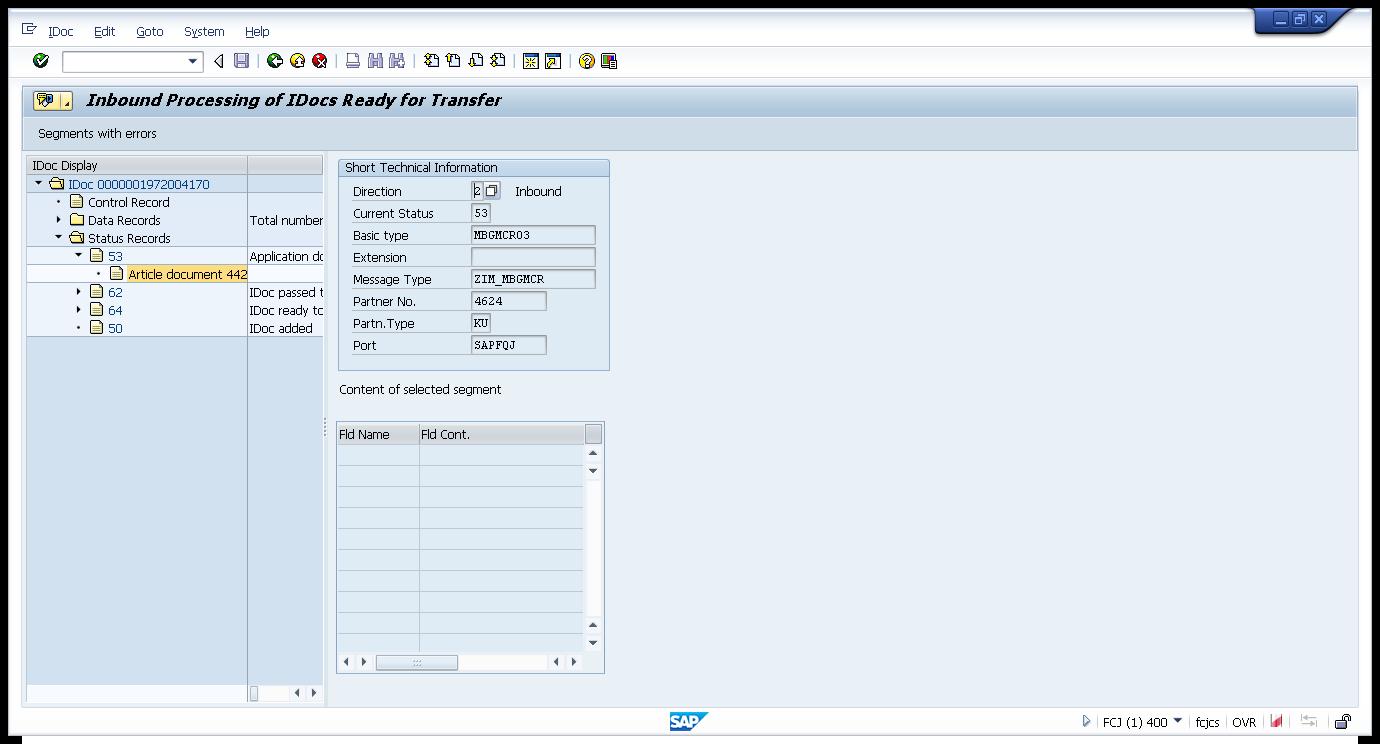 IDoc Edit Goto System Help
Inbound Processing of IDocs Ready for Transfer
Segments with errors
IDoc Display
IDoc 0000001972004170
Control Record
Data Records Total number
Status Records
53 Application do
Article document 442
62 IDoc passed t
64 IDoc ready to
50 IDoc added
Short Technical Information
Direction 2 Inbound
Current Status 53
Basic type MBGMCR03
Extension
Message Type ZIM_MBGMCR
Partner No. 4624
Partn.Type KU
Port SAPFQJ
Content of selected segment
Fld Name Fld Cont.
SAP FCJ (1) 400 fcjcs OVR